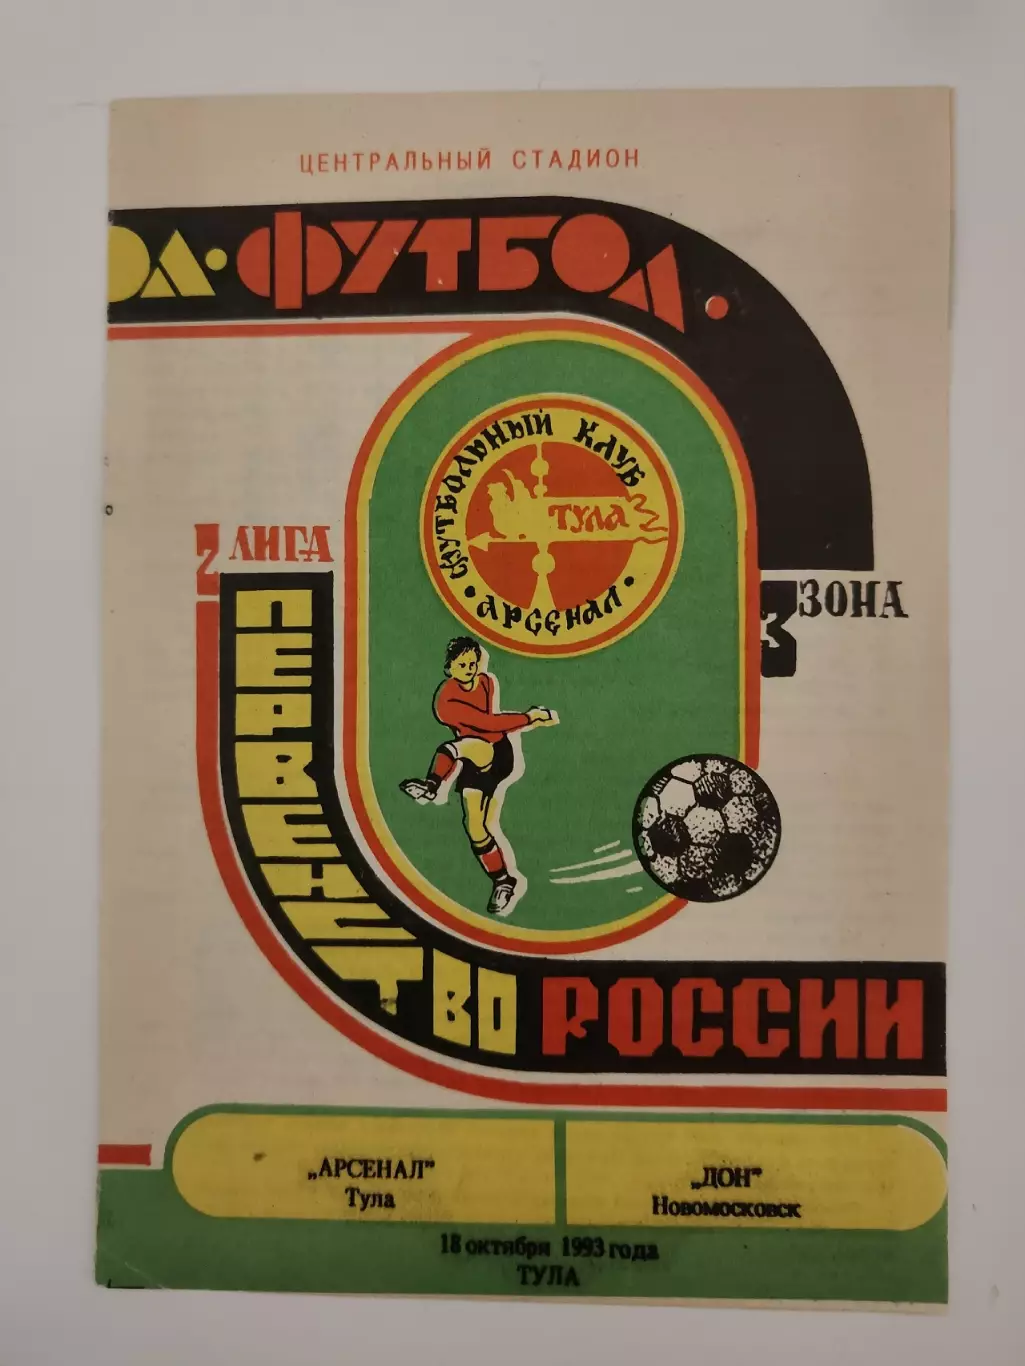 ЦЕНТРАЛЬНЫЙ СТАДИОН
ОЛ·ФУТБОЛ·
ФУТБОЛЬНЫЙ КЛУБ
ТУЛА
·АРСЕНАЛ·
2 ЛИГА
3 ЗОНА
ПЕРВЕНСТВО РОССИИ
„АРСЕНАЛ"
Тула
„ДОН"
Новомосковск
18 октября 1993 года
ТУЛА